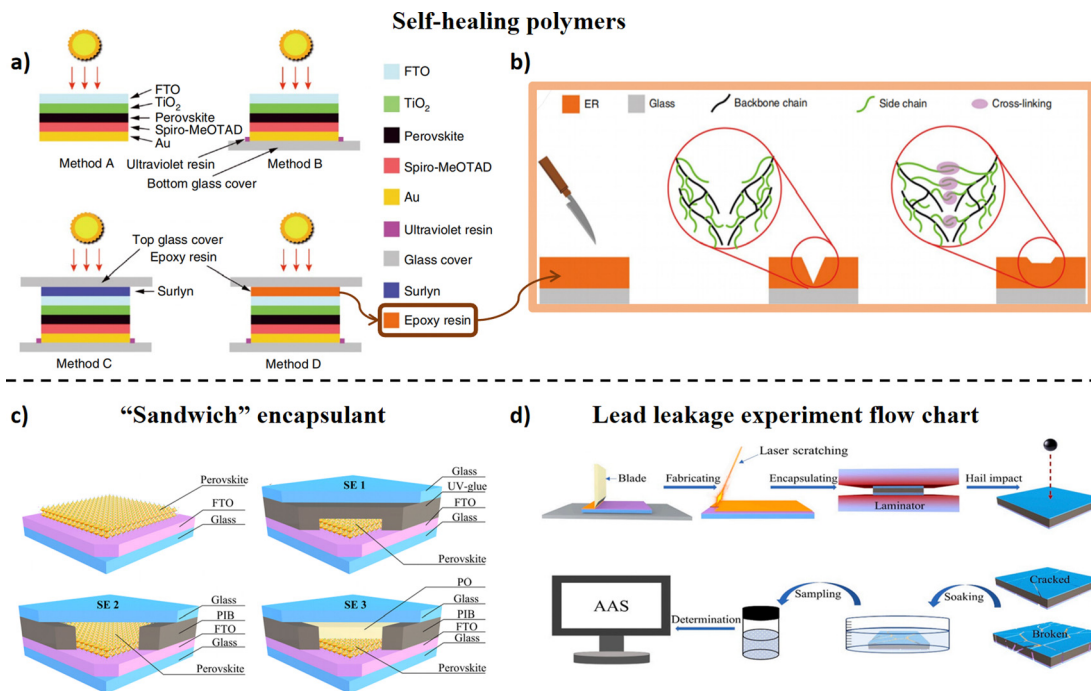 Self-healing polymers
a)
FTO
TiO₂
Perovskite
Spiro-MeOTAD
Au
Method A
Method B
Ultraviolet resin
Bottom glass cover
Top glass cover
Epoxy resin
Surlyn
Method C
Method D
FTO
TiO₂
Perovskite
Spiro-MeOTAD
Au
Ultraviolet resin
Glass cover
Surlyn
Epoxy resin
b)
ER
Glass
Backbone chain
Side chain
Cross-linking
c)
“Sandwich” encapsulant
Perovskite
FTO
Glass
SE 1
Glass
UV-glue
FTO
Glass
Perovskite
SE 2
Glass
PIB
FTO
Glass
Perovskite
SE 3
PO
Glass
PIB
FTO
Glass
Perovskite
d)
Lead leakage experiment flow chart
Laser scratching
Blade
Fabricating
Encapsulating
Laminator
Hail impact
Cracked
Broken
Soaking
Sampling
Determination
AAS